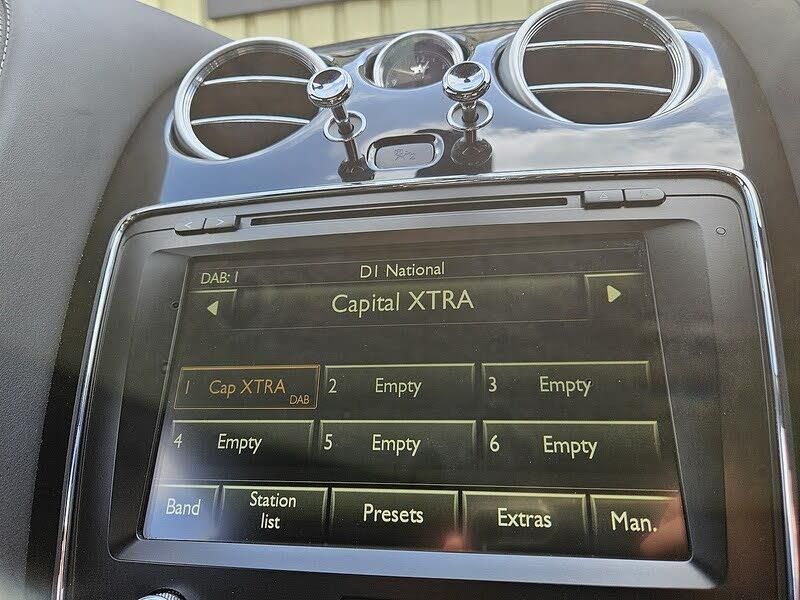 DAB: 1
D1 National
Capital XTRA
1 Cap XTRA
DAB
2 Empty
3 Empty
4 Empty
5 Empty
6 Empty
Band
Station
list
Presets
Extras
Man.